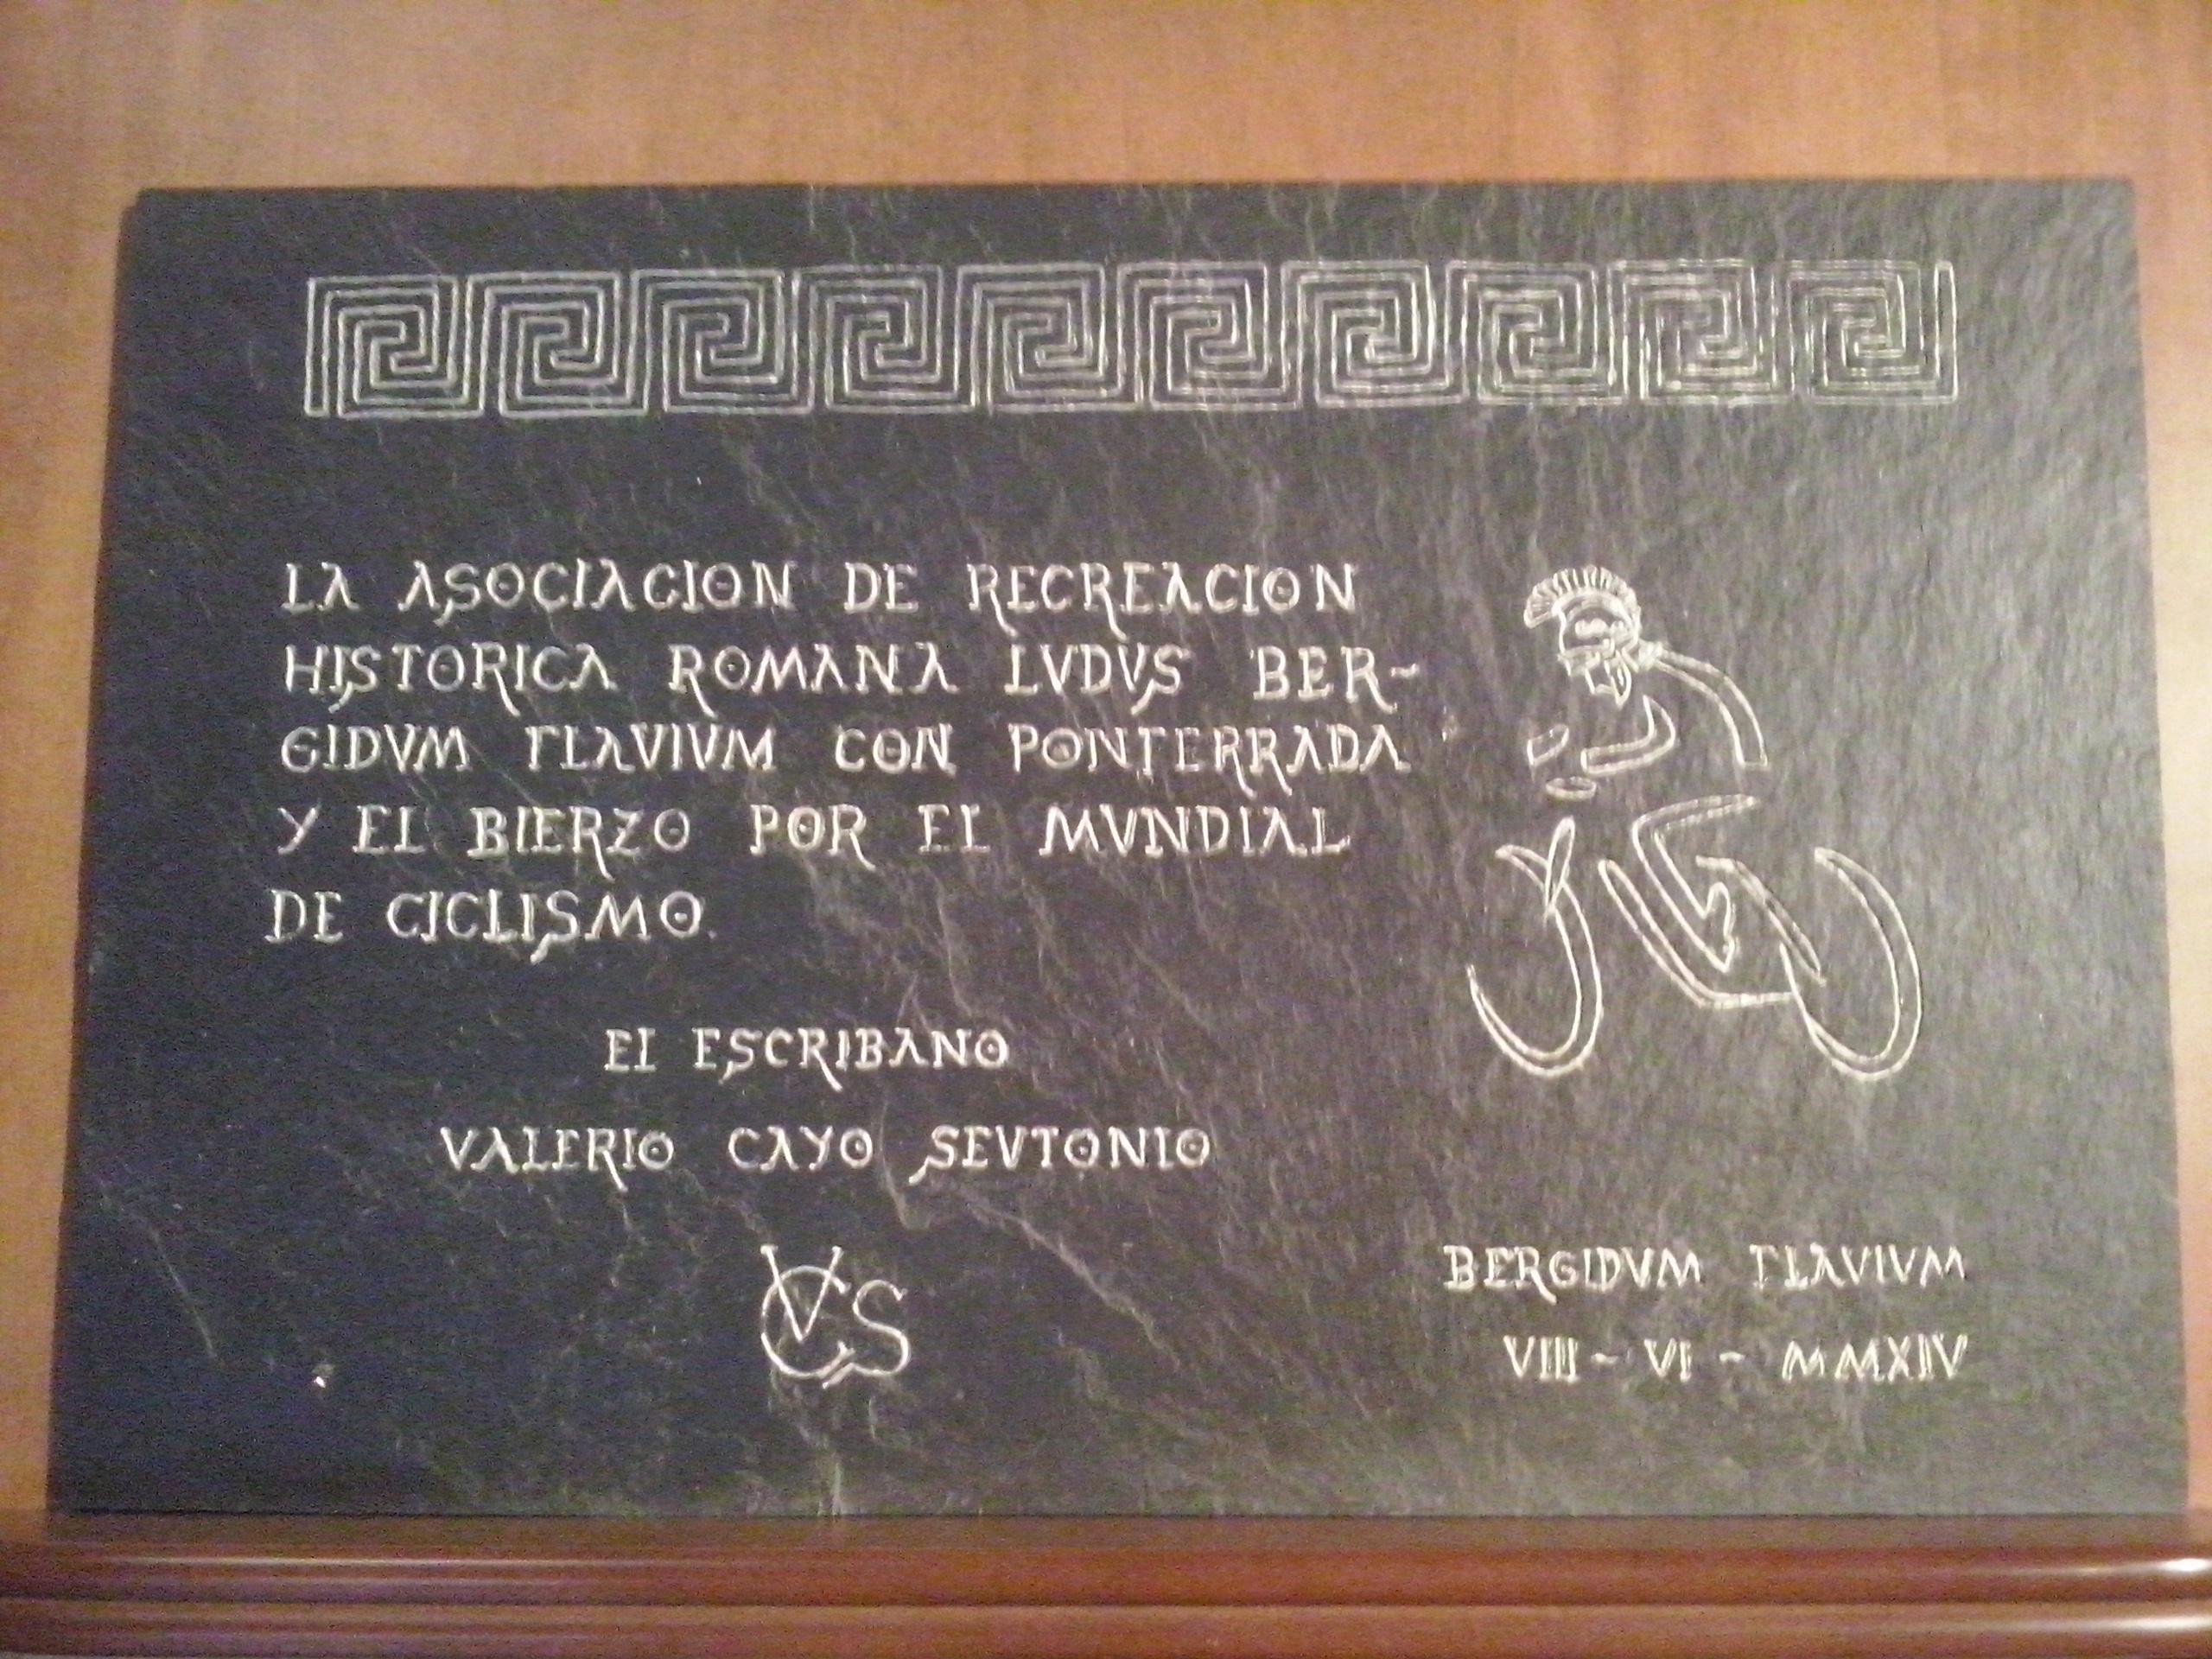 LA ASOCIACION DE RECREACION
HISTORICA ROMANA LVDVS BER-
GIDVM FLAVIVM CON PONFERRADA
Y EL BIERZO POR EL MVNDIAL
DE CICLISMO.
El ESCRIBANO
VALERIO CAYO SEVTONIO
VCS
BERGIDVM FLAVIVM
VIII - VI - MMXIV